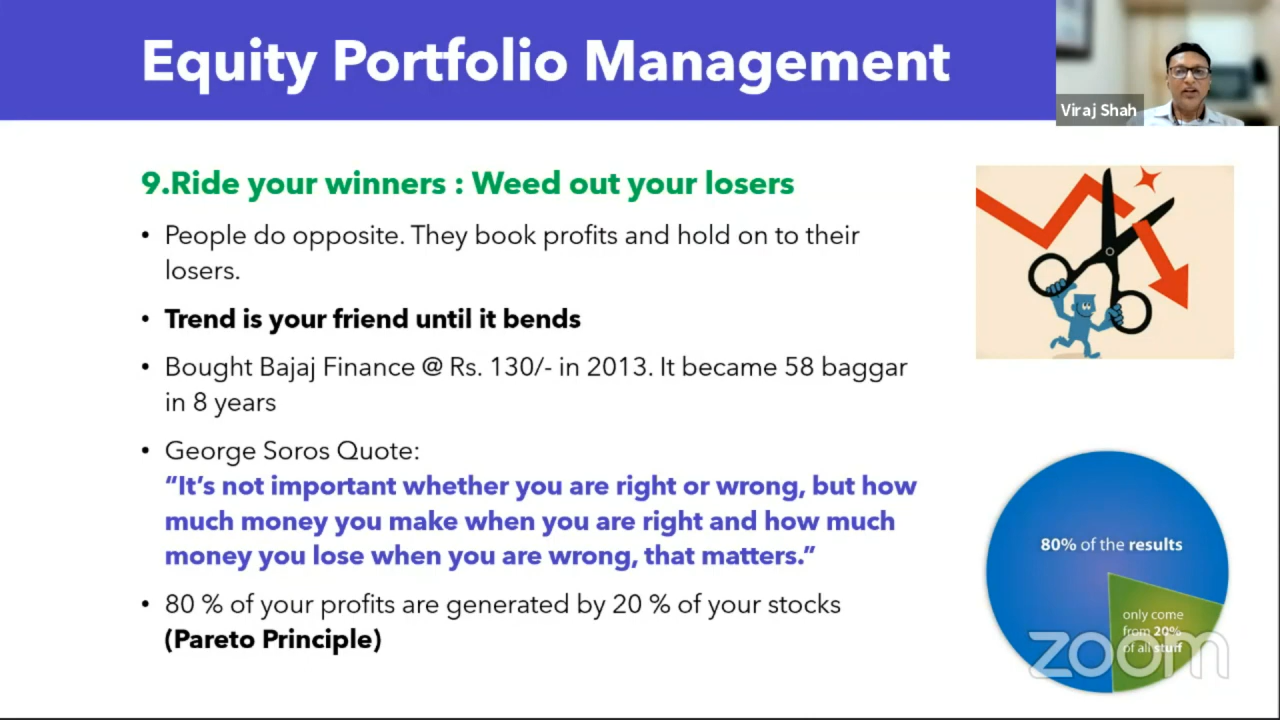 Equity Portfolio Management
Viraj Shah
9.Ride your winners : Weed out your losers
• People do opposite. They book profits and hold on to their
losers.
• Trend is your friend until it bends
• Bought Bajaj Finance @ Rs. 130/- in 2013. It became 58 baggar
in 8 years
• George Soros Quote:
“It’s not important whether you are right or wrong, but how
much money you make when you are right and how much
money you lose when you are wrong, that matters.”
• 80 % of your profits are generated by 20 % of your stocks
(Pareto Principle)
80% of the results
only come
from 20%
of all stuff
zoom